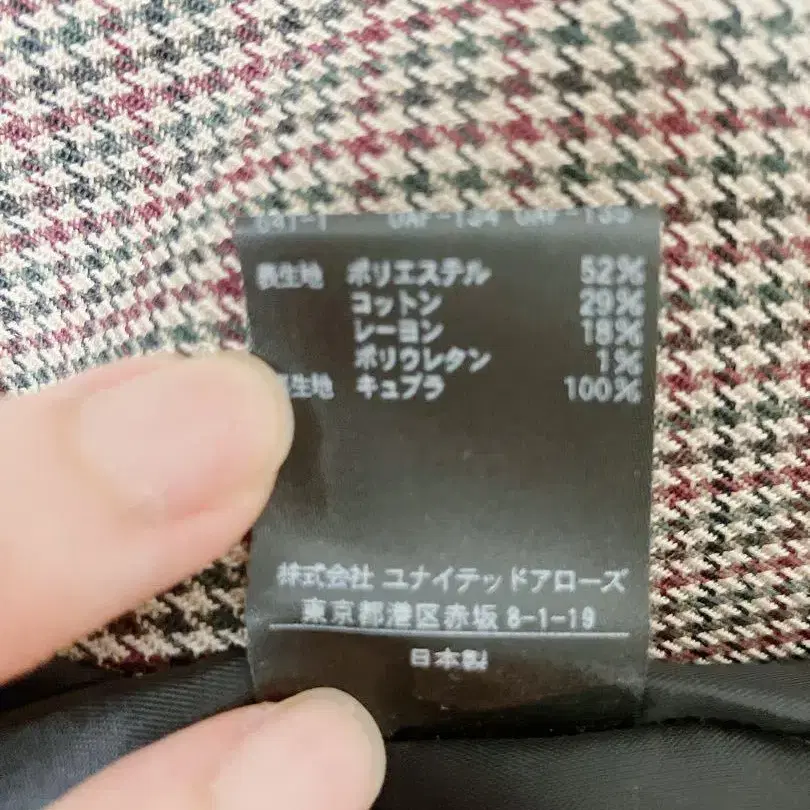 表生地 ポリエステル 52%
コットン 29%
レーヨン 18%
ポリウレタン 1%
生地 キュプラ 100%
株式会社 ユナイテッドアローズ
東京都港区赤坂 8-1-19
日本製